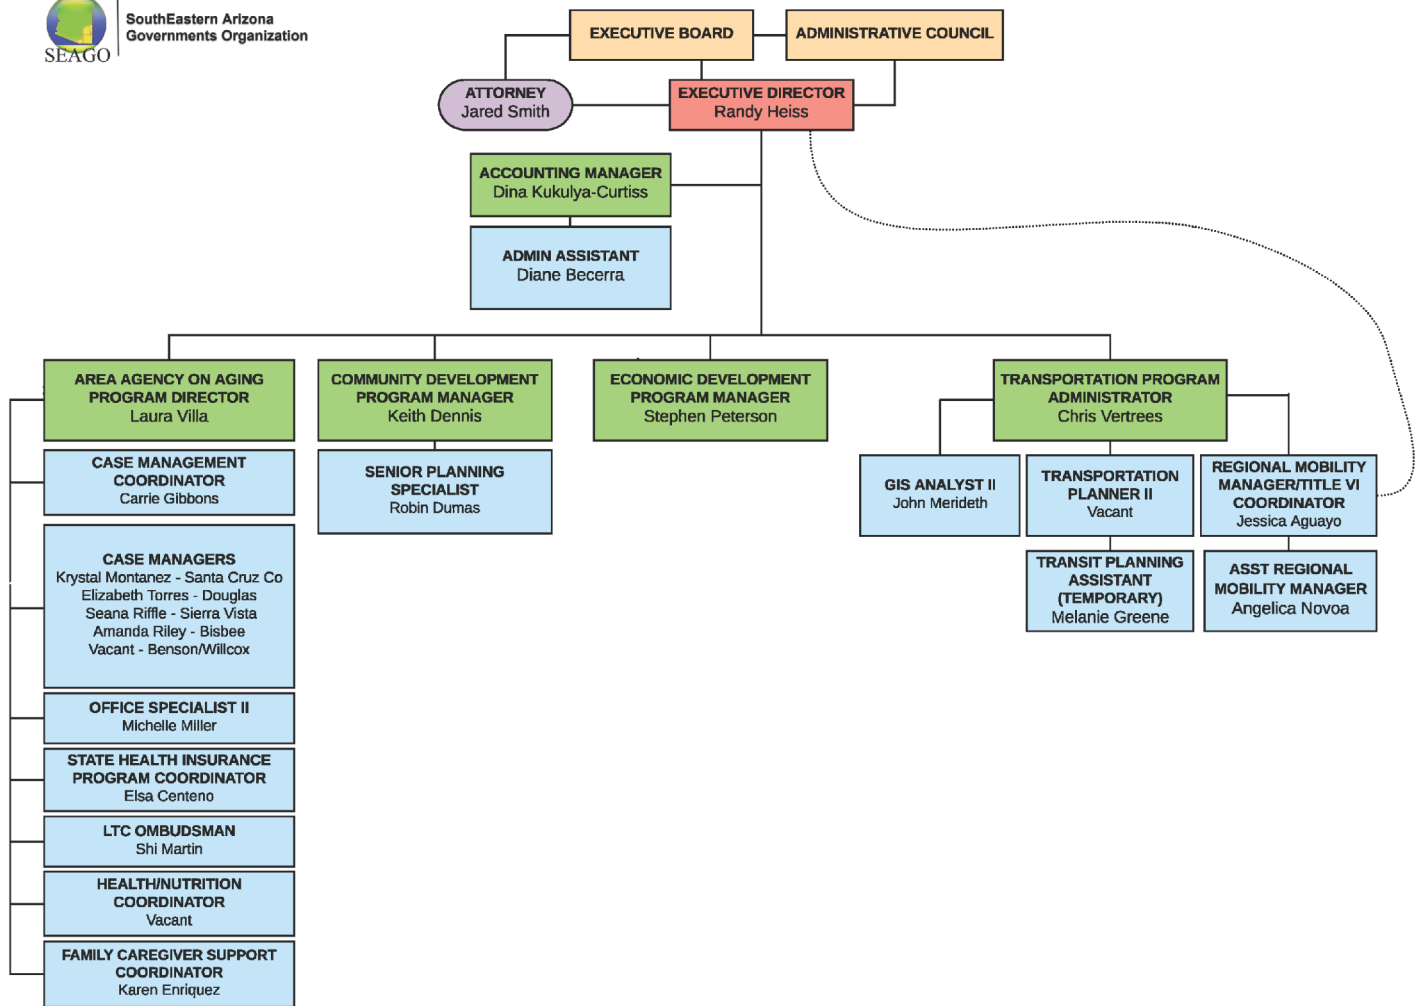 SEAGO
SouthEastern Arizona
Governments Organization
EXECUTIVE BOARD
ADMINISTRATIVE COUNCIL
ATTORNEY
Jared Smith
EXECUTIVE DIRECTOR
Randy Heiss
ACCOUNTING MANAGER
Dina Kukulya-Curtiss
ADMIN ASSISTANT
Diane Becerra
AREA AGENCY ON AGING
PROGRAM DIRECTOR
Laura Villa
CASE MANAGEMENT
COORDINATOR
Carrie Gibbons
CASE MANAGERS
Krystal Montanez - Santa Cruz Co
Elizabeth Torres - Douglas
Seana Riffle - Sierra Vista
Amanda Riley - Bisbee
Vacant - Benson/Willcox
OFFICE SPECIALIST II
Michelle Miller
STATE HEALTH INSURANCE
PROGRAM COORDINATOR
Elsa Centeno
LTC OMBUDSMAN
Shi Martin
HEALTH/NUTRITION
COORDINATOR
Vacant
FAMILY CAREGIVER SUPPORT
COORDINATOR
Karen Enriquez
COMMUNITY DEVELOPMENT
PROGRAM MANAGER
Keith Dennis
SENIOR PLANNING
SPECIALIST
Robin Dumas
ECONOMIC DEVELOPMENT
PROGRAM MANAGER
Stephen Peterson
TRANSPORTATION PROGRAM
ADMINISTRATOR
Chris Vertrees
GIS ANALYST II
John Merideth
TRANSPORTATION
PLANNER II
Vacant
TRANSIT PLANNING
ASSISTANT
(TEMPORARY)
Melanie Greene
REGIONAL MOBILITY
MANAGER/TITLE VI
COORDINATOR
Jessica Aguayo
ASST REGIONAL
MOBILITY MANAGER
Angelica Novoa